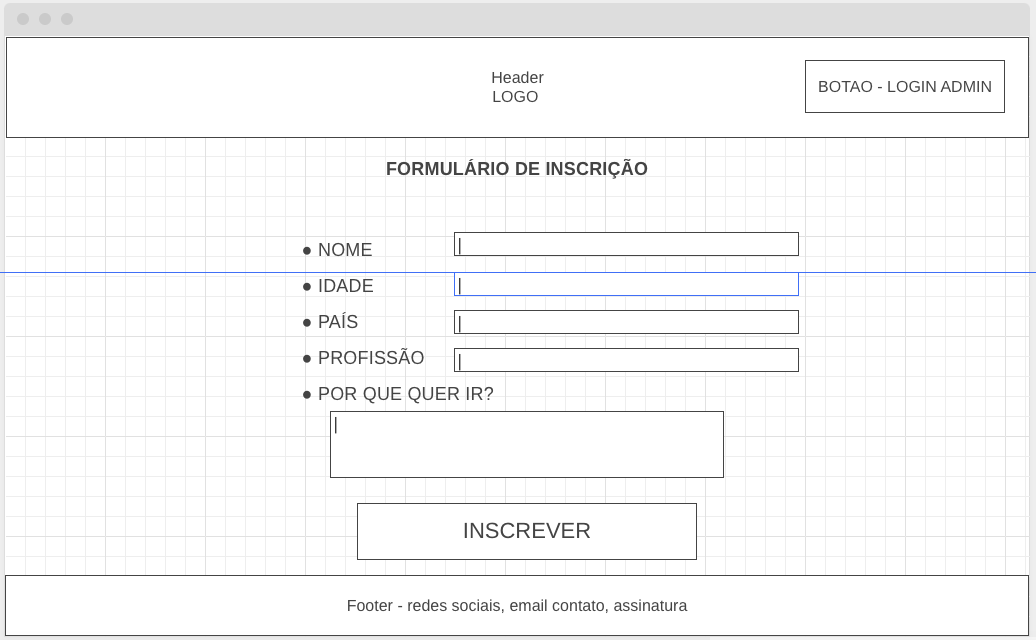 Header
LOGO
BOTAO - LOGIN ADMIN
FORMULÁRIO DE INSCRIÇÃO
● NOME
● IDADE
● PAÍS
● PROFISSÃO
● POR QUE QUER IR?
INSCREVER
Footer - redes sociais, email contato, assinatura